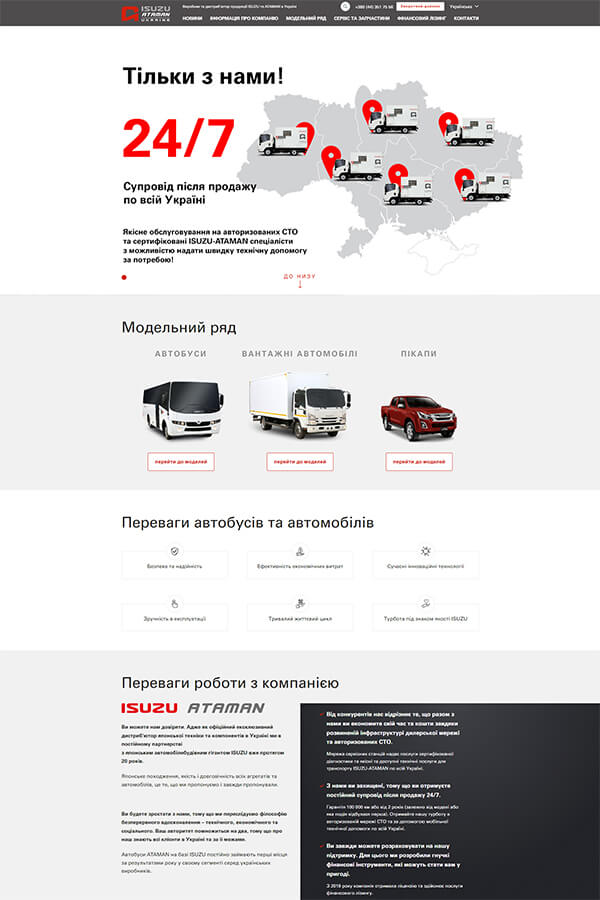 ISUZU
ATAMAN
UKRAINE
Виробник та дистриб'ютор продукції ISUZU та ATAMAN в Україні
+380 (44) 351 75 56
Українська
НОВИНИ
ІНФОРМАЦІЯ ПРО КОМПАНІЮ
МОДЕЛЬНИЙ РЯД
СЕРВІС ТА ЗАПЧАСТИНИ
ФІНАНСОВИЙ ЛІЗИНГ
КОНТАКТИ
Тільки з нами!
24/7
Супровід після продажу
по всій Україні
Якісне обслуговування на авторизованих СТО
та сертифіковані ISUZU-ATAMAN спеціалісти
з можливістю надати швидку технічну допомогу
за потребою!
ДО НИЗУ
Модельний ряд
АВТОБУСИ
ВАНТАЖНІ АВТОМОБІЛІ
ПІКАПИ
перейти до моделей
перейти до моделей
перейти до моделей
Переваги автобусів та автомобілів
Безпека та надійність
Ефективність економічних витрат
Сучасні інноваційні технології
Зручність в експлуатації
Тривалий життєвий цикл
Турбота під знаком якості ISUZU
Переваги роботи з компанією
ISUZU ATAMAN
Ви можете нам довіряти. Адже як офіційний ексклюзивний
дистриб'ютор японської техніки та компонентів в Україні ми в
постійному партнерстві
з японським автомобілебудівним гігантом ISUZU вже протягом
20 років.
Японське походження, якість і довговічність всіх агрегатів та
автомобілів, це те, що ми пропонуємо і завжди пропонували.
Ви будете зростати з нами, тому що ми переслідуємо філософію
безперервного вдосконалення – технічного, економічного та
соціального. Ваш авторитет помножиться на два, тому що про
наш знають всі клієнти в Україні та за її межами.
Автобуси ATAMAN на базі ISUZU постійно займають перші місця
за результатами року у своєму сегменті серед українських
виробників.
Від конкурентів нас відрізняє те, що разом з
нами ви економите свій час та кошти завдяки
розвиненій інфраструктурі дилерської мережі
та авторизованих СТО.
Мережа сервісних станцій надає послуги сертифікованої
діагностики та якісні та доступні технічні послуги для
транспорту ISUZU-ATAMAN по всій Україні.
З нами ви захищені, тому що ви отримуєте
постійний супровід після продажу 24/7.
Гарантія 100 000 км або від 2 років (залежно від моделі або
яка подія відбулася перша). Отримайте нашу турботу в
авторизованій мережі СТО та за допомогою мобільної
технічної допомоги по всій Україні.
Ви завжди можете розраховувати на нашу
підтримку. Для цього ми розробили гнучкі
фінансові інструменти, які можуть стати вам у
пригоді.
З 2019 року компанія отримала ліцензію та здійснює послуги
фінансового лізингу.